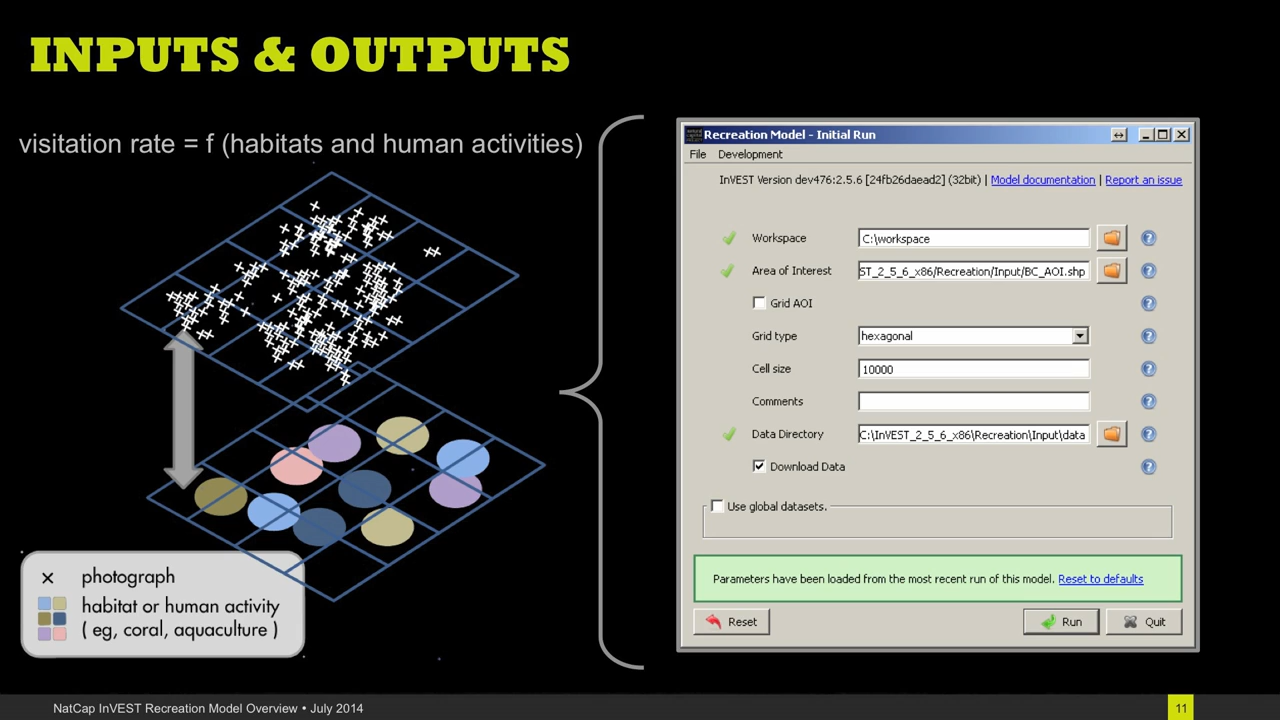 INPUTS & OUTPUTS
visitation rate = f (habitats and human activities)
photograph
habitat or human activity
( eg, coral, aquaculture )
Recreation Model - Initial Run
File Development
InVEST Version dev476:2.5.6 [24fb26daead2] (32bit) | Model documentation | Report an issue
Workspace C:\workspace
Area of Interest ST_2_5_6_x86/Recreation/Input/BC_AOI.shp
Grid AOI
Grid type hexagonal
Cell size 10000
Comments
Data Directory C:\InVEST_2_5_6_x86\Recreation\Input\data
Download Data
Use global datasets.
Parameters have been loaded from the most recent run of this model. Reset to defaults
Reset Run Quit
NatCap InVEST Recreation Model Overview • July 2014 11